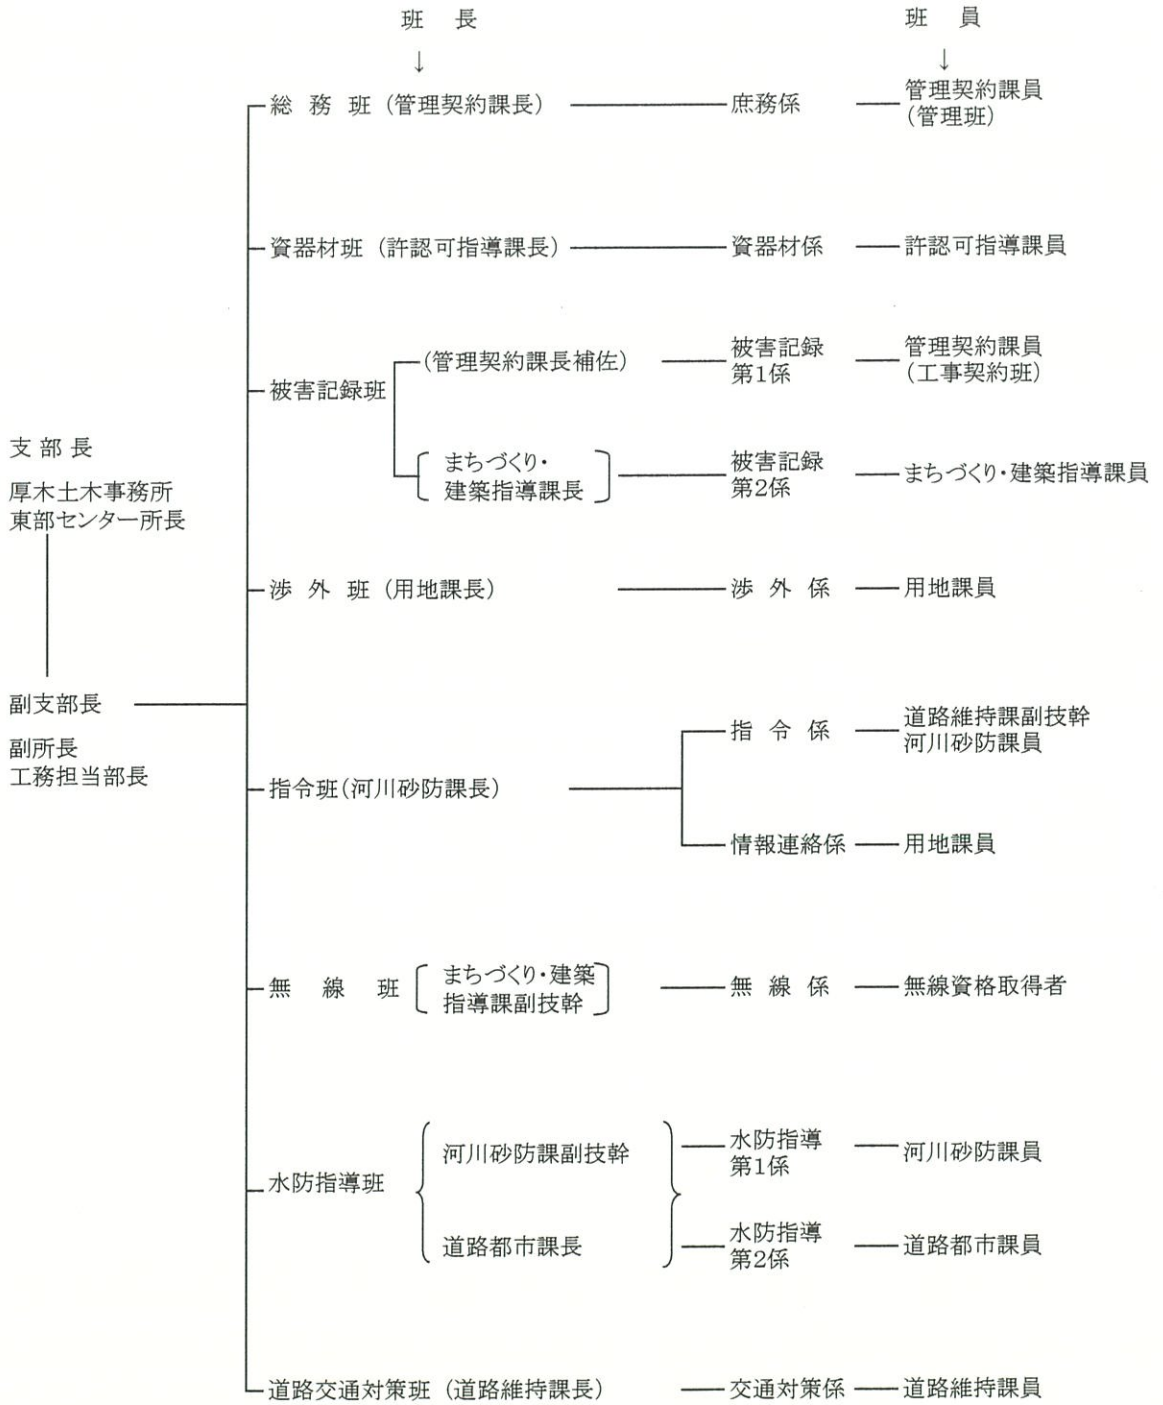 班　長
班　員
↓
↓
総　務　班（管理契約課長）
庶務係
管理契約課員
（管理班）
資器材班（許認可指導課長）
資器材係
許認可指導課員
被害記録班
（管理契約課長補佐）
被害記録
第1係
管理契約課員
（工事契約班）
まちづくり・
建築指導課長
被害記録
第2係
まちづくり・建築指導課員
支 部 長
厚木土木事務所
東部センター所長
渉　外　班（用地課長）
渉　外　係
用地課員
副支部長
副所長
工務担当部長
指令班（河川砂防課長）
指　令　係
道路維持課副技幹
河川砂防課員
情報連絡係
用地課員
無　線　班
まちづくり・建築
指導課副技幹
無　線　係
無線資格取得者
水防指導班
河川砂防課副技幹
道路都市課長
水防指導
第1係
河川砂防課員
水防指導
第2係
道路都市課員
道路交通対策班（道路維持課長）
交通対策係
道路維持課員